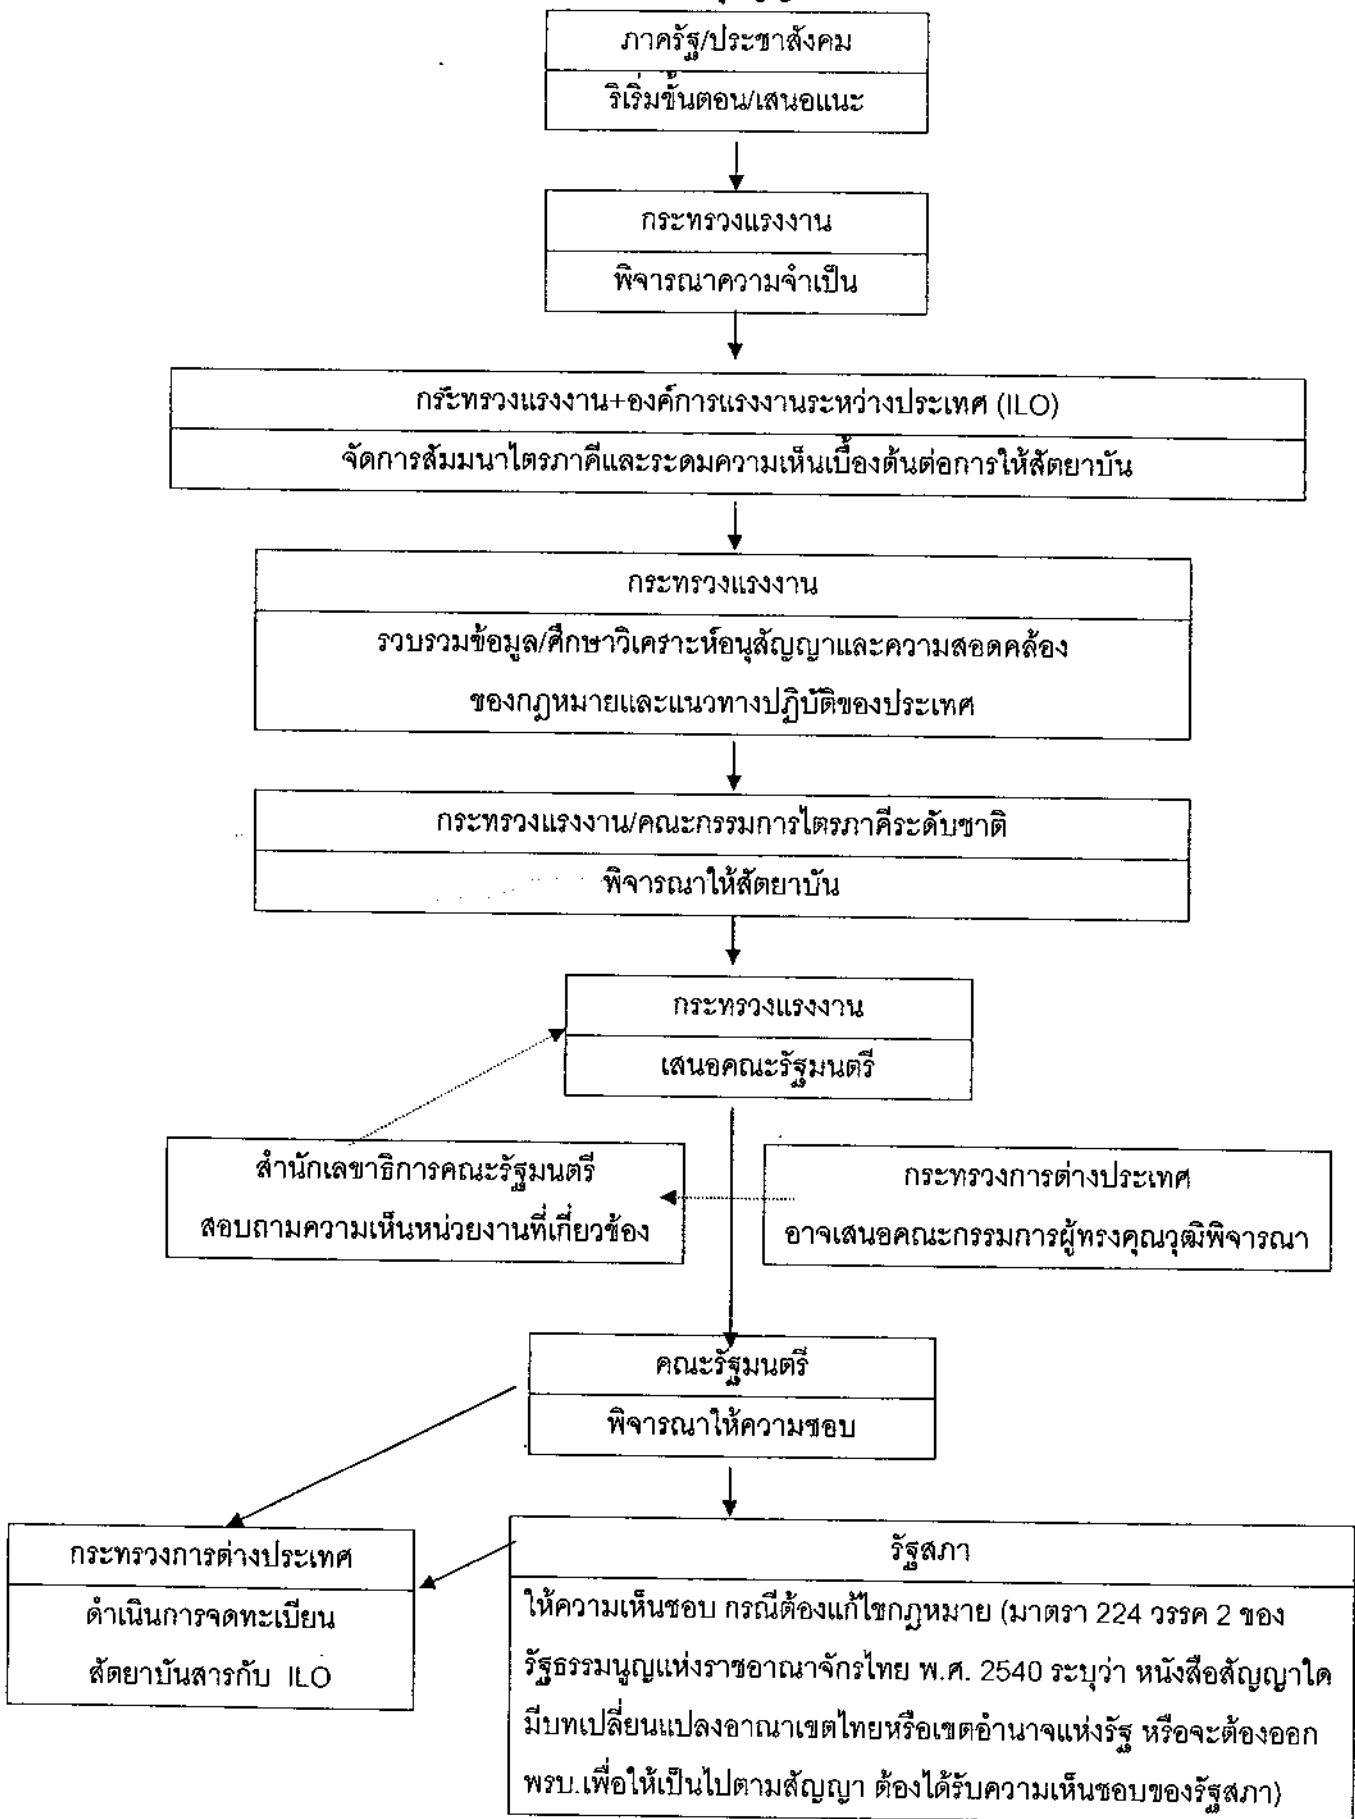 ภาครัฐ/ประชาสังคม
ริเริ่มขั้นตอน/เสนอแนะ
กระทรวงแรงงาน
พิจารณาความจำเป็น
กระทรวงแรงงาน+องค์การแรงงานระหว่างประเทศ (ILO)
จัดการสัมมนาไตรภาคีและระดมความเห็นเบื้องต้นต่อการให้สัตยาบัน
กระทรวงแรงงาน
รวบรวมข้อมูล/ศึกษาวิเคราะห์อนุสัญญาและความสอดคล้อง
ของกฎหมายและแนวทางปฏิบัติของประเทศ
กระทรวงแรงงาน/คณะกรรมการไตรภาคีระดับชาติ
พิจารณาให้สัตยาบัน
กระทรวงแรงงาน
เสนอคณะรัฐมนตรี
สำนักเลขาธิการคณะรัฐมนตรี
สอบถามความเห็นหน่วยงานที่เกี่ยวข้อง
กระทรวงการต่างประเทศ
อาจเสนอคณะกรรมการผู้ทรงคุณวุฒิพิจารณา
คณะรัฐมนตรี
พิจารณาให้ความชอบ
กระทรวงการต่างประเทศ
ดำเนินการจดทะเบียน
สัตยาบันสารกับ ILO
รัฐสภา
ให้ความเห็นชอบ กรณีต้องแก้ไขกฎหมาย (มาตรา 224 วรรค 2 ของ
รัฐธรรมนูญแห่งราชอาณาจักรไทย พ.ศ. 2540 ระบุว่า หนังสือสัญญาใด
มีบทเปลี่ยนแปลงอาณาเขตไทยหรือเขตอำนาจแห่งรัฐ หรือจะต้องออก
พรบ.เพื่อให้เป็นไปตามสัญญา ต้องได้รับความเห็นชอบของรัฐสภา)